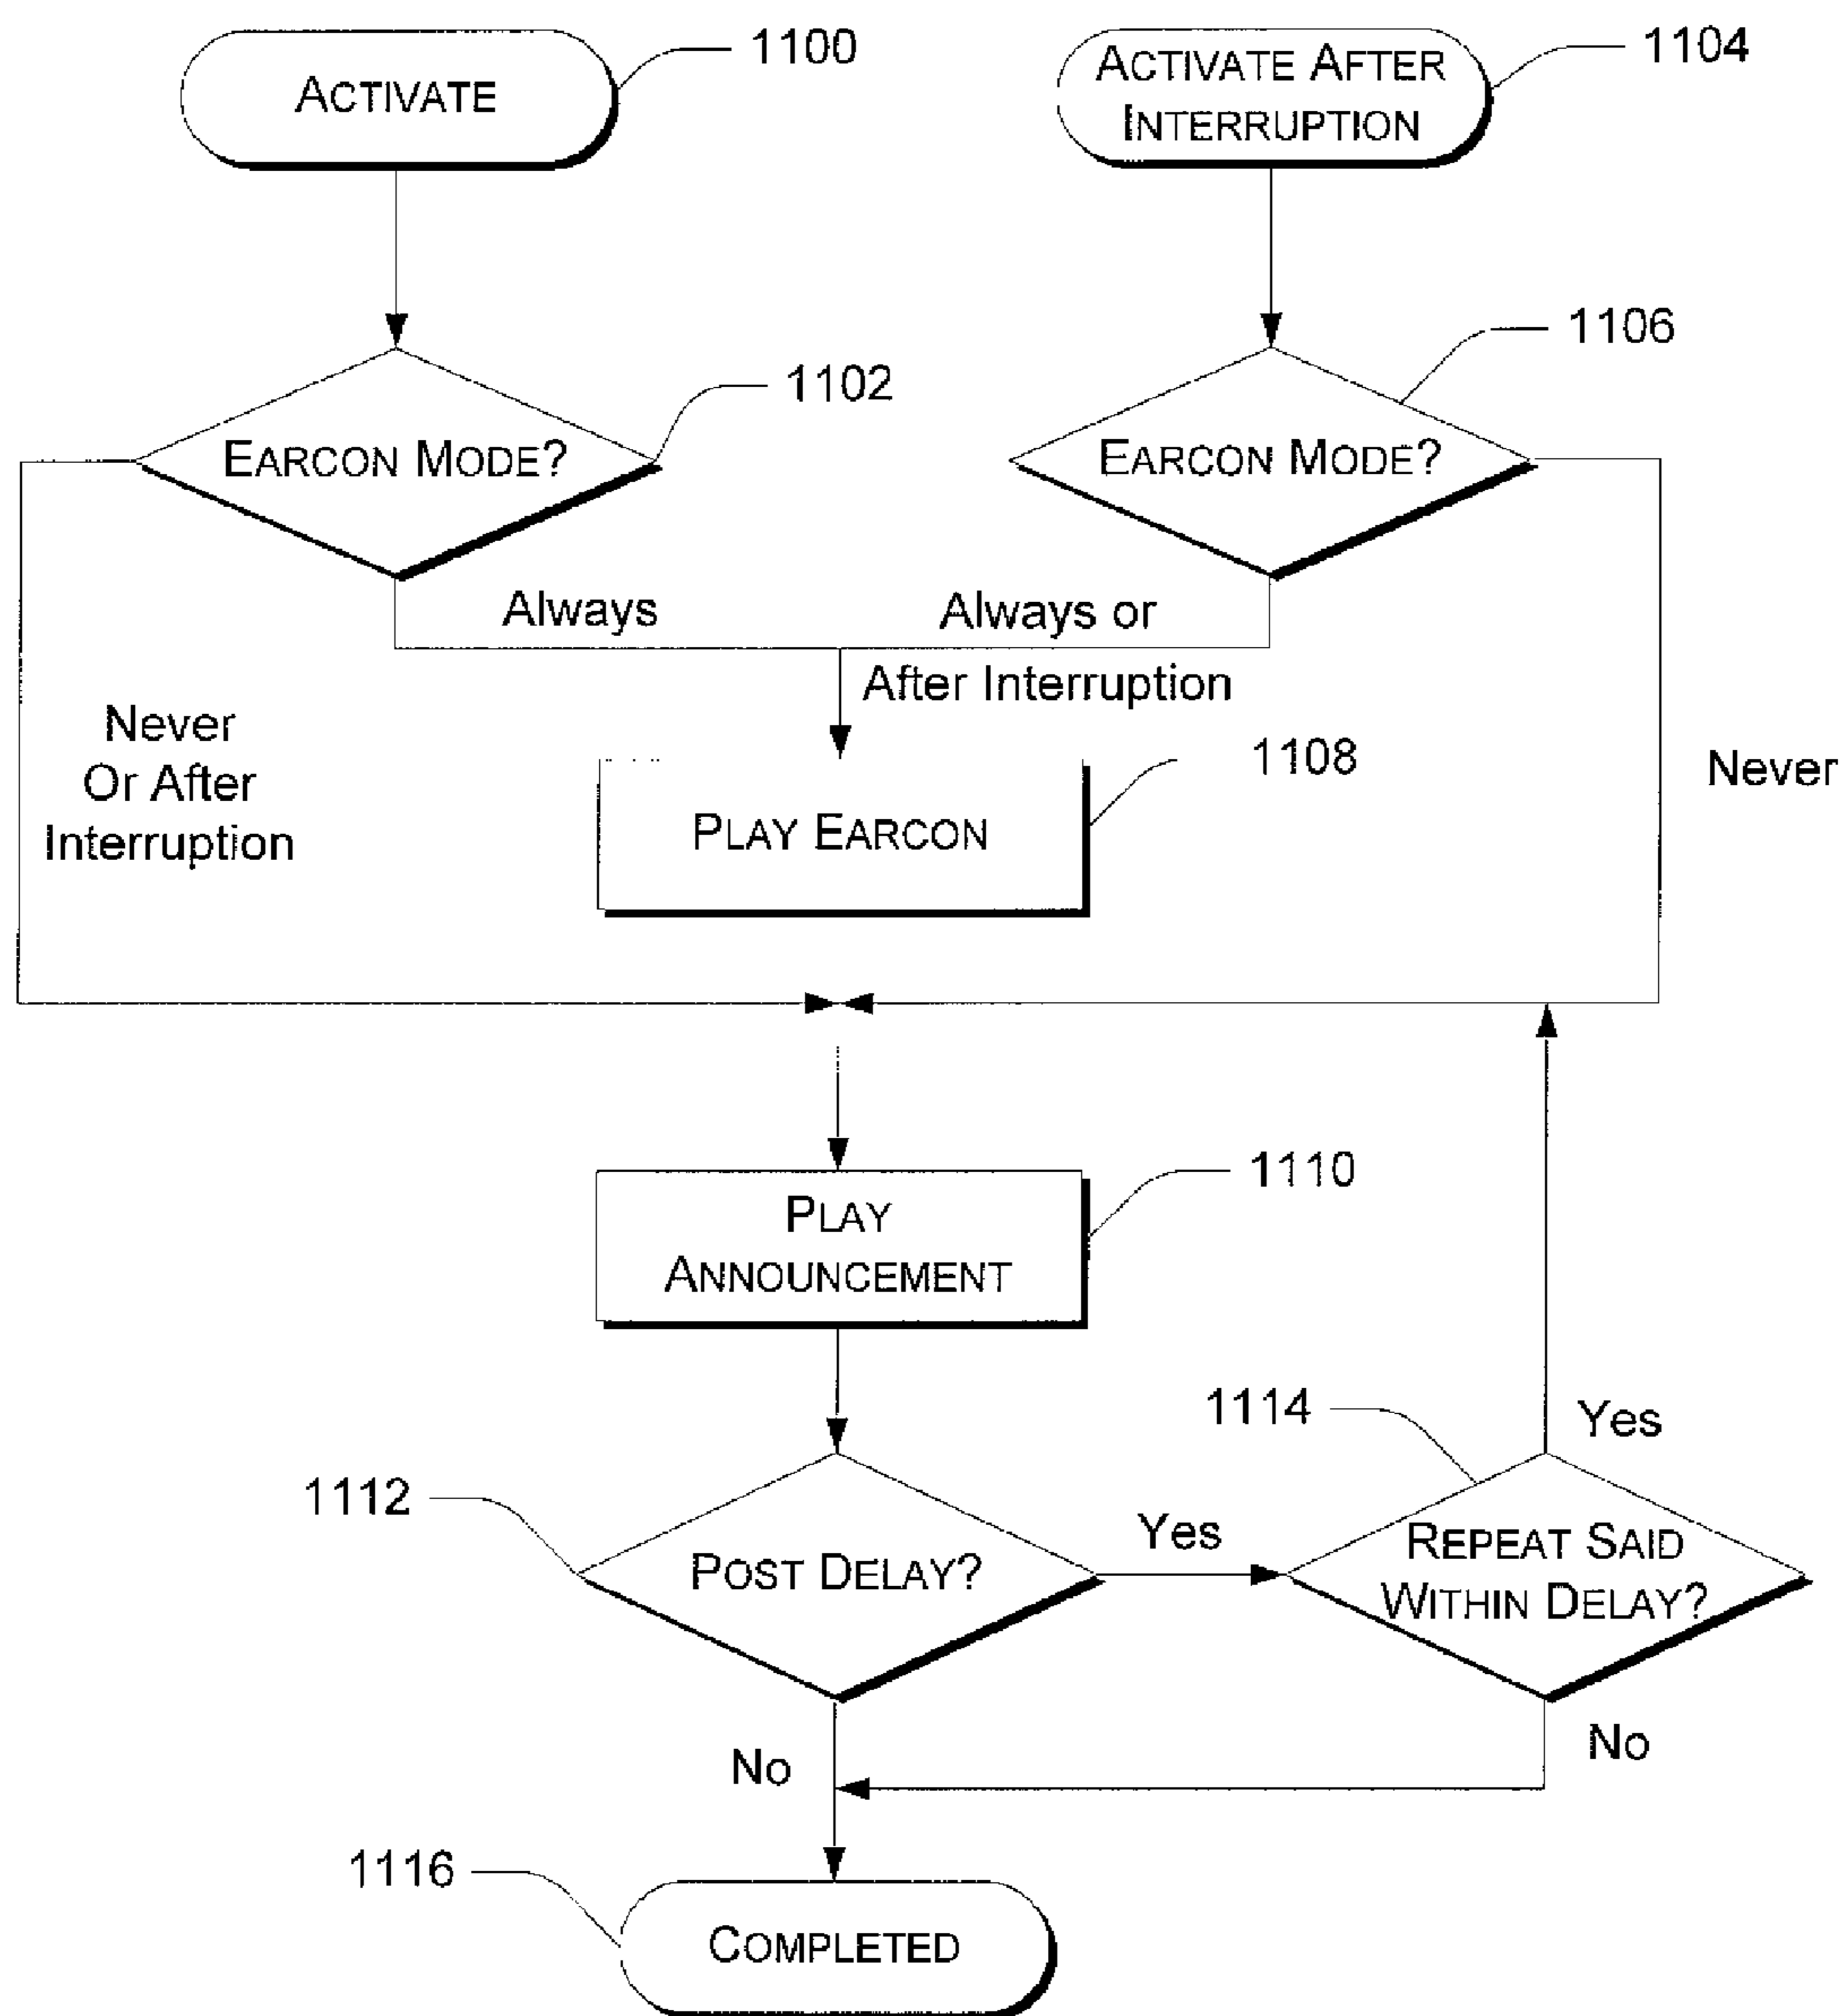 1100
ACTIVATE
1104
ACTIVATE AFTER
INTERRUPTION
1102
EARCON MODE?
1106
EARCON MODE?
Always
Always or
After Interruption
Never
Or After
Interruption
1108
PLAY EARCON
Never
1110
PLAY
ANNOUNCEMENT
1112
POST DELAY?
Yes
1114
Yes
REPEAT SAID
WITHIN DELAY?
No
No
1116
COMPLETED